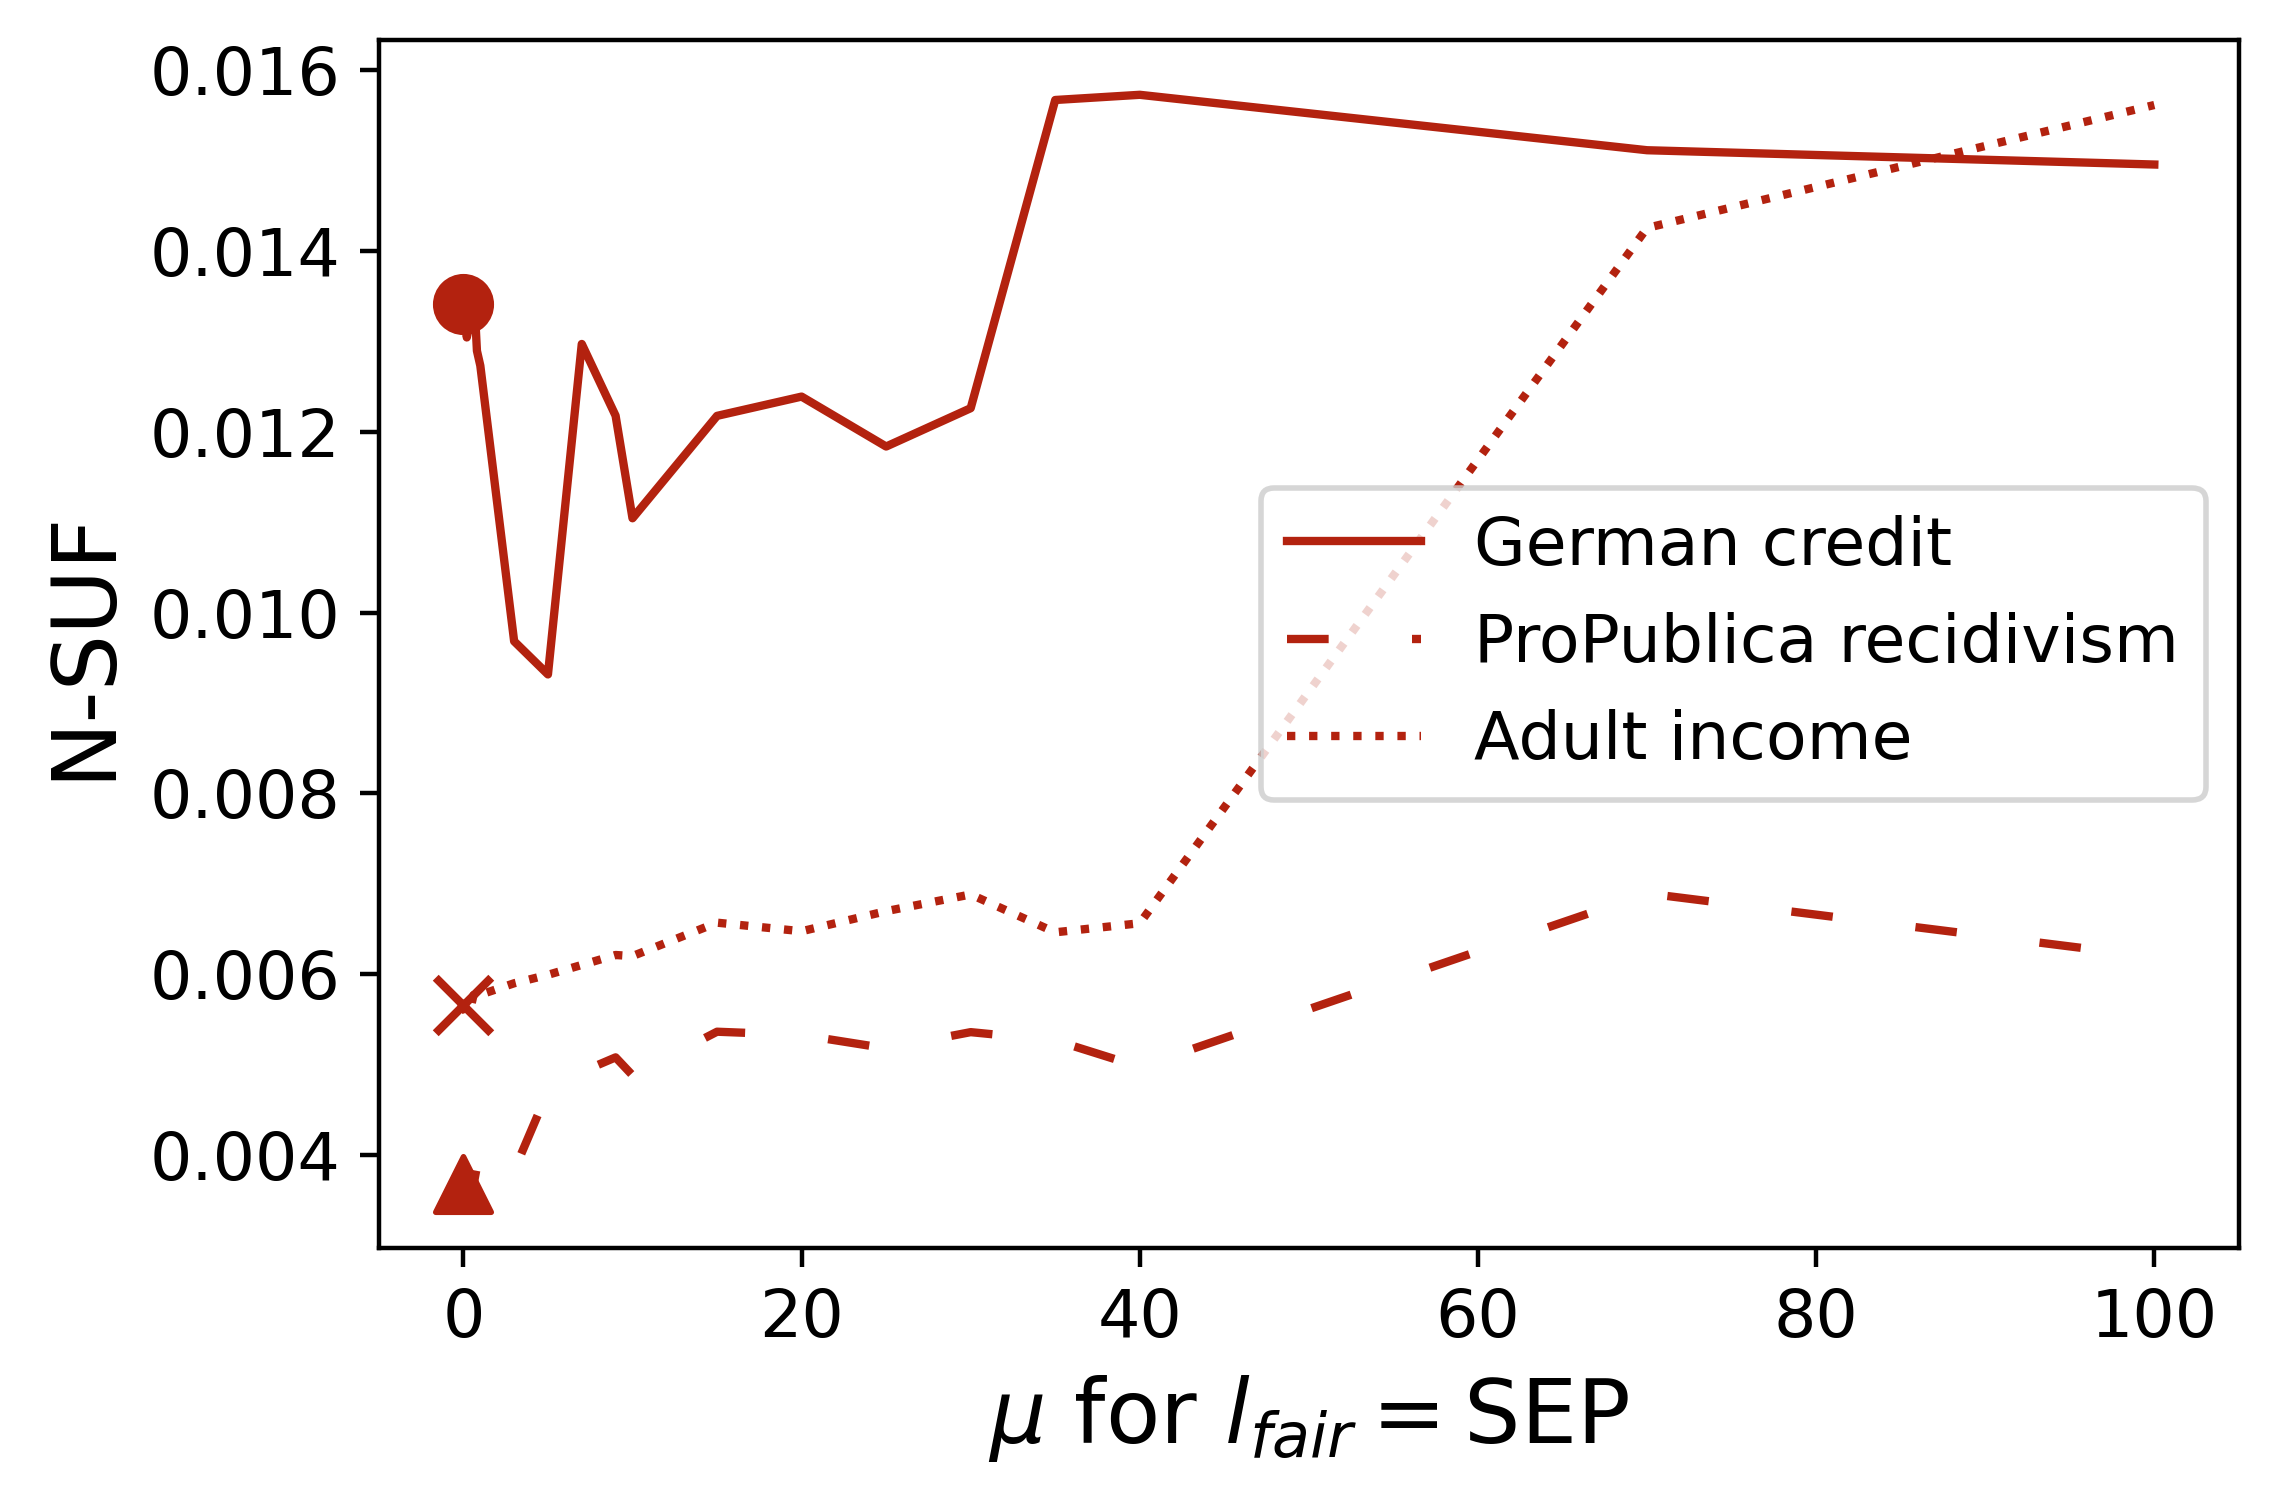 0.016
0.014
0.012
0.010
0.008
0.006
0.004
N-SUF
German credit
ProPublica recidivism
Adult income
0 20 40 60 80 100
μ for l_fair = SEP